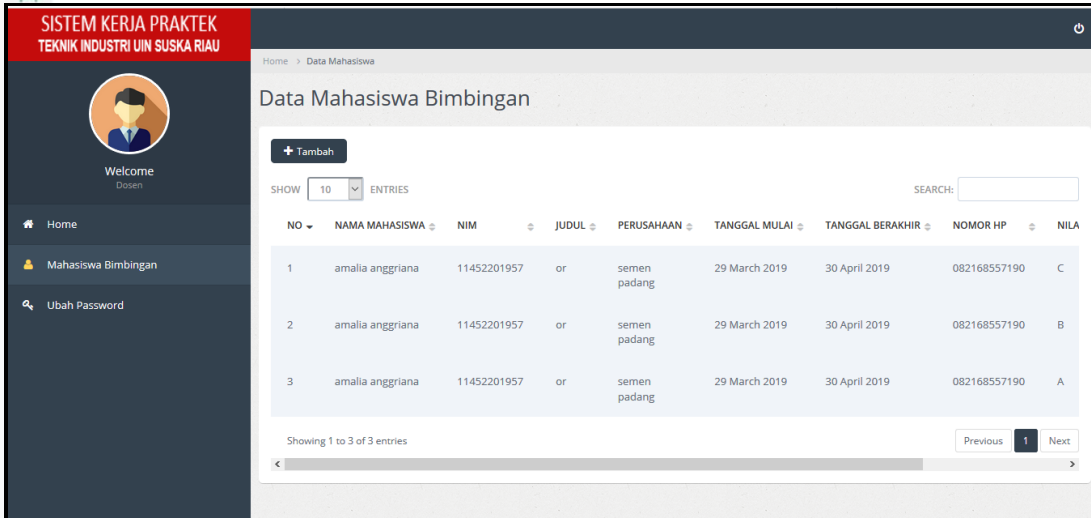 SISTEM KERJA PRAKTEK
TEKNIK INDUSTRI UIN SUSKA RIAU
Welcome
Dosen
Home
Mahasiswa Bimbingan
Ubah Password
Home > Data Mahasiswa
Data Mahasiswa Bimbingan
+ Tambah
SHOW 10 ENTRIES SEARCH:
NO NAMA MAHASISWA NIM JUDUL PERUSAHAAN TANGGAL MULAI TANGGAL BERAKHIR NOMOR HP NILA
1 amalia anggriana 11452201957 or semen padang 29 March 2019 30 April 2019 082168557190 C
2 amalia anggriana 11452201957 or semen padang 29 March 2019 30 April 2019 082168557190 B
3 amalia anggriana 11452201957 or semen padang 29 March 2019 30 April 2019 082168557190 A
Showing 1 to 3 of 3 entries Previous 1 Next